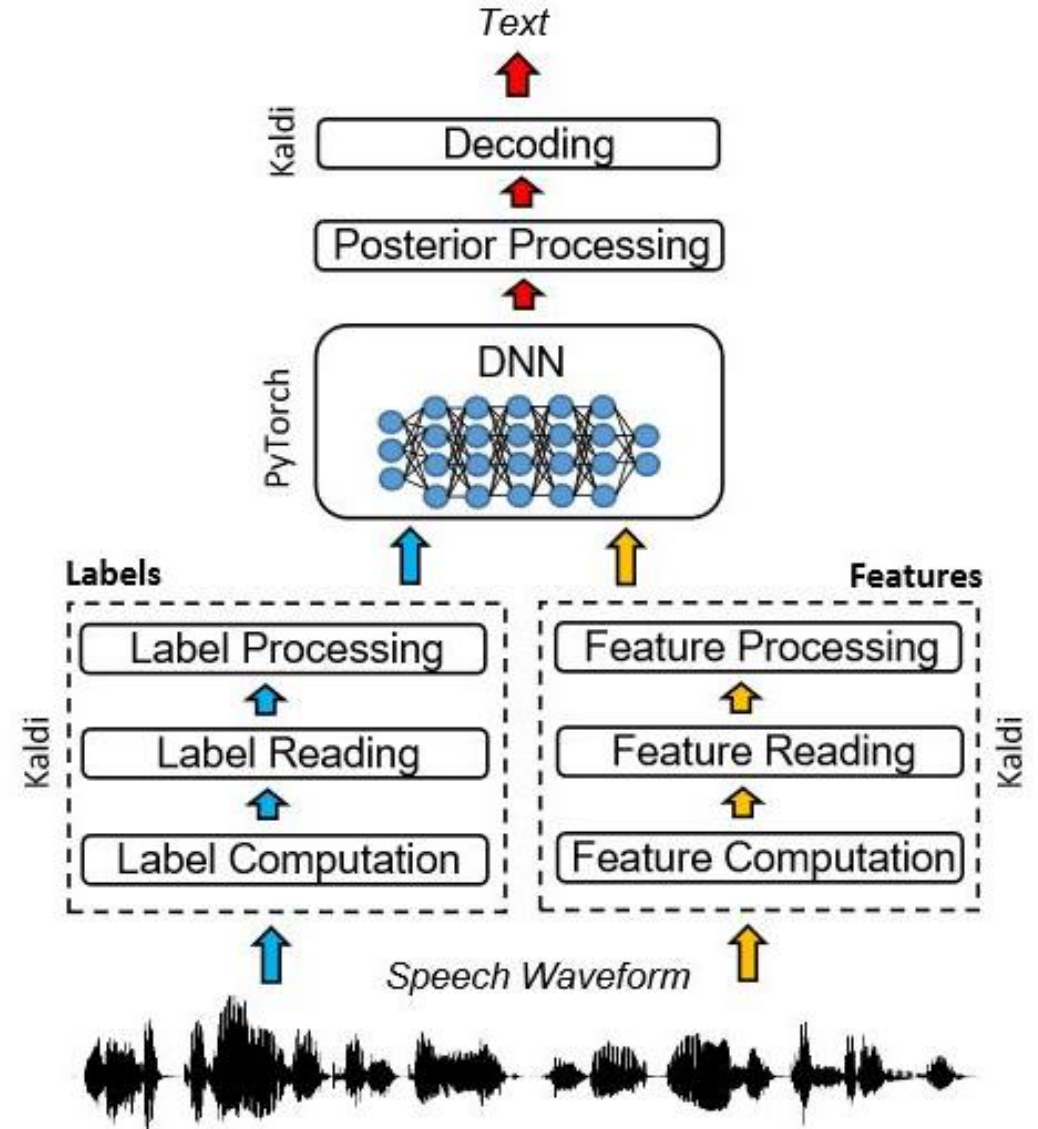 Text
Kaldi
Decoding
Posterior Processing
PyTorch
DNN
Labels
Features
Kaldi
Label Processing
Label Reading
Label Computation
Feature Processing
Feature Reading
Feature Computation
Kaldi
Speech Waveform